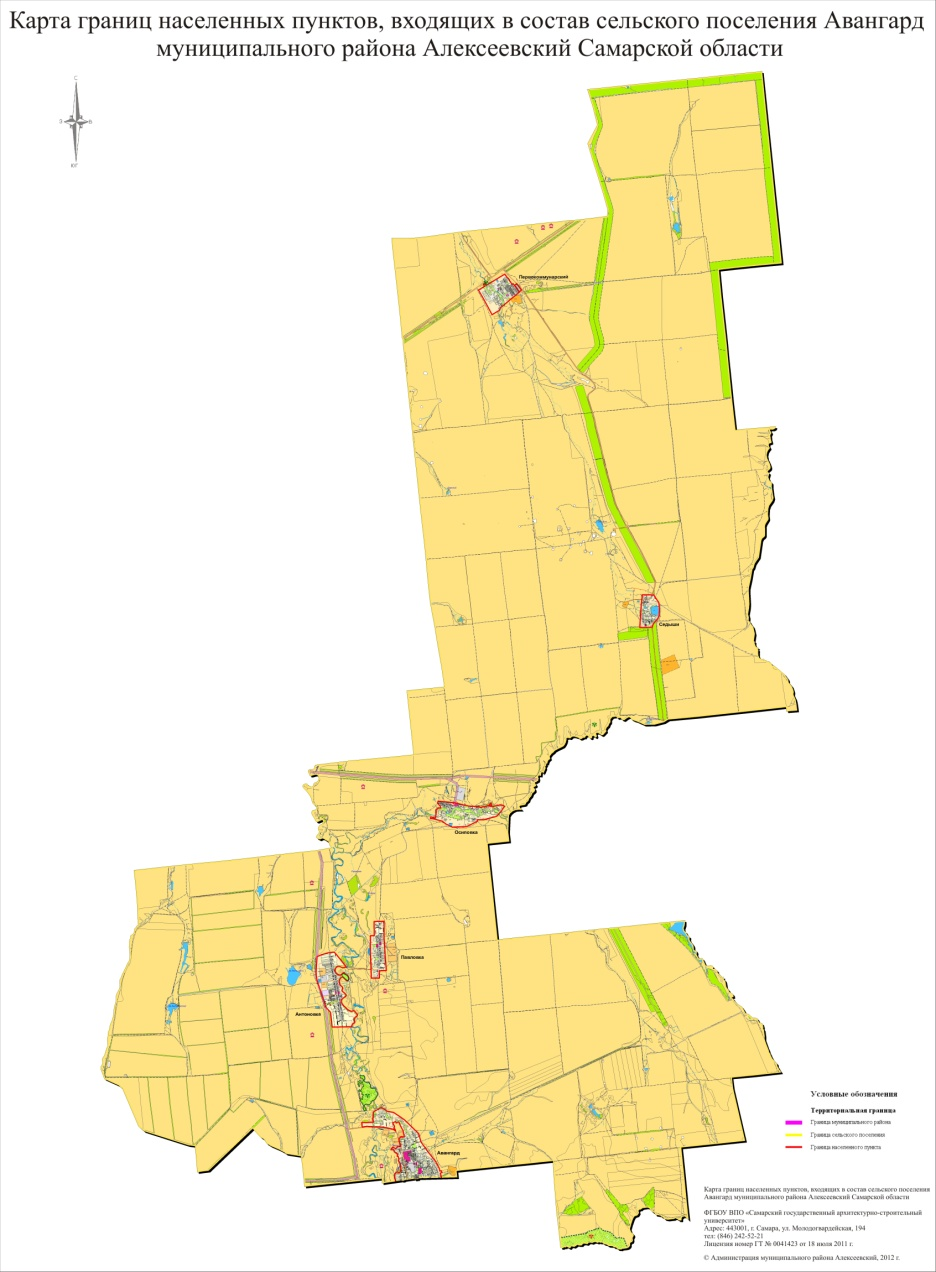 Карта границ населенных пунктов, входящих в состав сельского поселения Авангард
муниципального района Алексеевский Самарской области
С
З
В
Ю
Первокоммунарский
Седыши
Осиповка
Павловка
Антоновка
Авангард
Условные обозначения
Территориальная граница
Граница муниципального района
Граница сельского поселения
Граница населенного пункта
Карта границ населенных пунктов, входящих в состав сельского поселения
Авангард муниципального района Алексеевский Самарской области
ФГБОУ ВПО «Самарский государственный архитектурно-строительный
университет»
Адрес: 443001, г. Самара, ул. Молодогвардейская, 194
тел: (846) 242-52-21
Лицензия номер ГТ № 0041423 от 18 июля 2011 г.
© Администрация муниципального района Алексеевский, 2012 г.